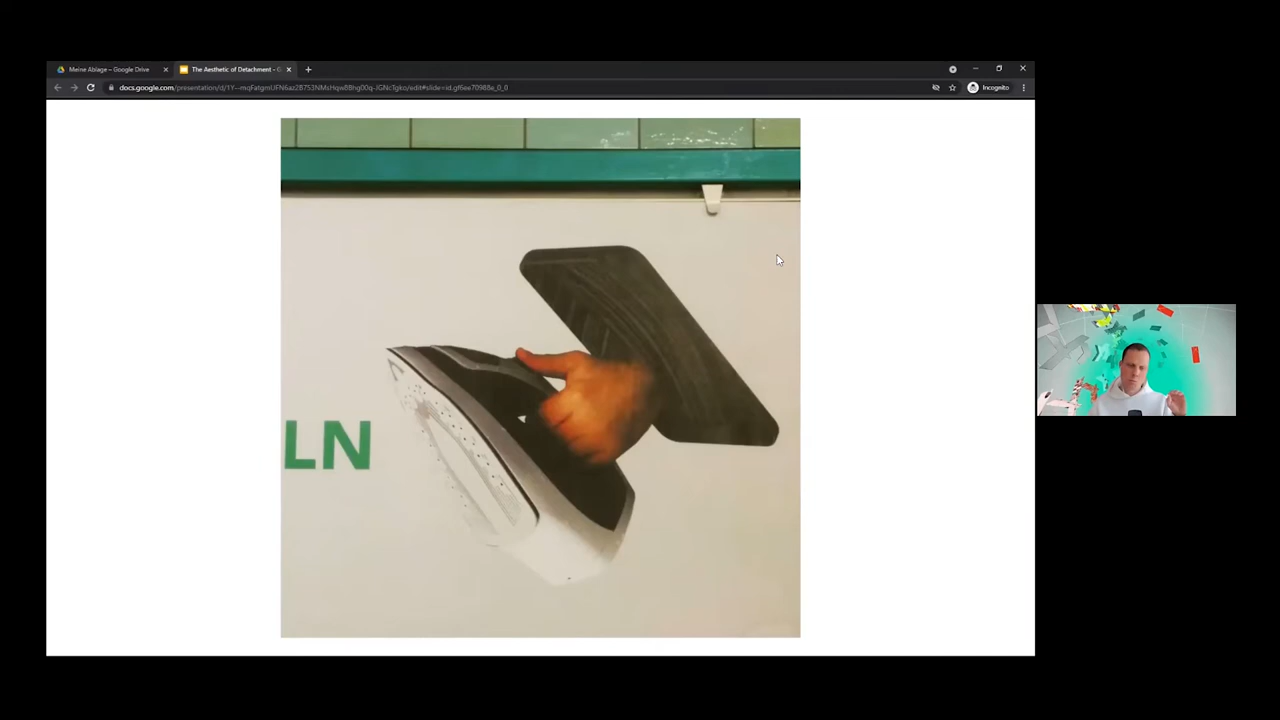 Meine Ablage – Google Drive
The Aesthetic of Detachment - G
Incognito
LN